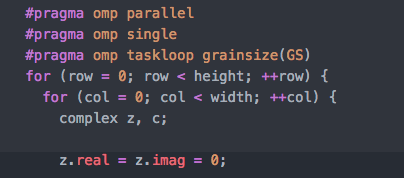 #pragma omp parallel
#pragma omp single
#pragma omp taskloop grainsize(GS)
for (row = 0; row < height; ++row) {
  for (col = 0; col < width; ++col) {
    complex z, c;

    z.real = z.imag = 0;